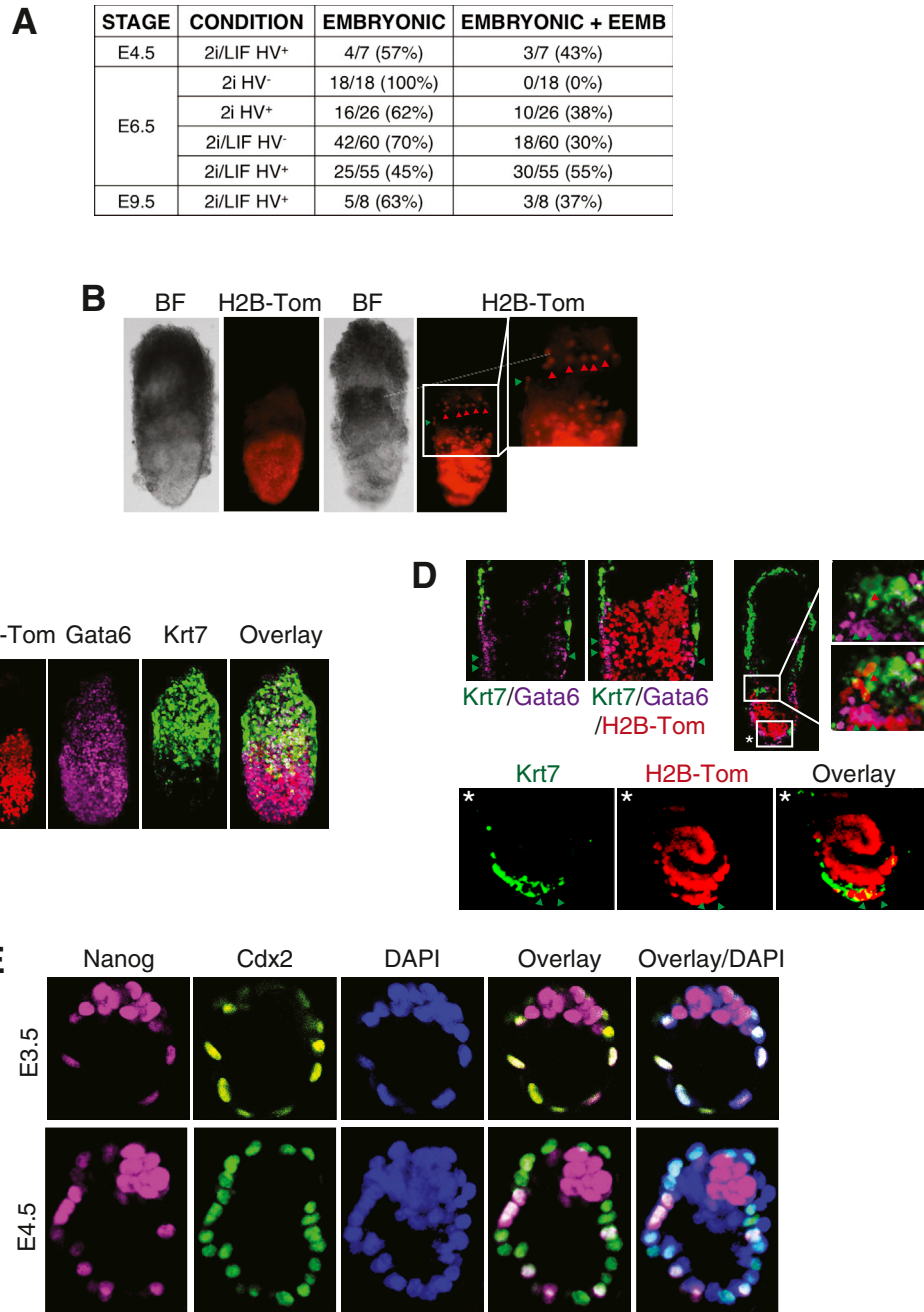 A
STAGE CONDITION EMBRYONIC EMBRYONIC + EEMB
E4.5 2i/LIF HV+ 4/7 (57%) 3/7 (43%)
E6.5 2i HV- 18/18 (100%) 0/18 (0%)
2i HV+ 16/26 (62%) 10/26 (38%)
2i/LIF HV- 42/60 (70%) 18/60 (30%)
2i/LIF HV+ 25/55 (45%) 30/55 (55%)
E9.5 2i/LIF HV+ 5/8 (63%) 3/8 (37%)
B
BF H2B-Tom BF H2B-Tom
-Tom Gata6 Krt7 Overlay
D
Krt7/Gata6 Krt7/Gata6
/H2B-Tom
*
Krt7 H2B-Tom Overlay
* * *
E
Nanog Cdx2 DAPI Overlay Overlay/DAPI
E3.5
E4.5